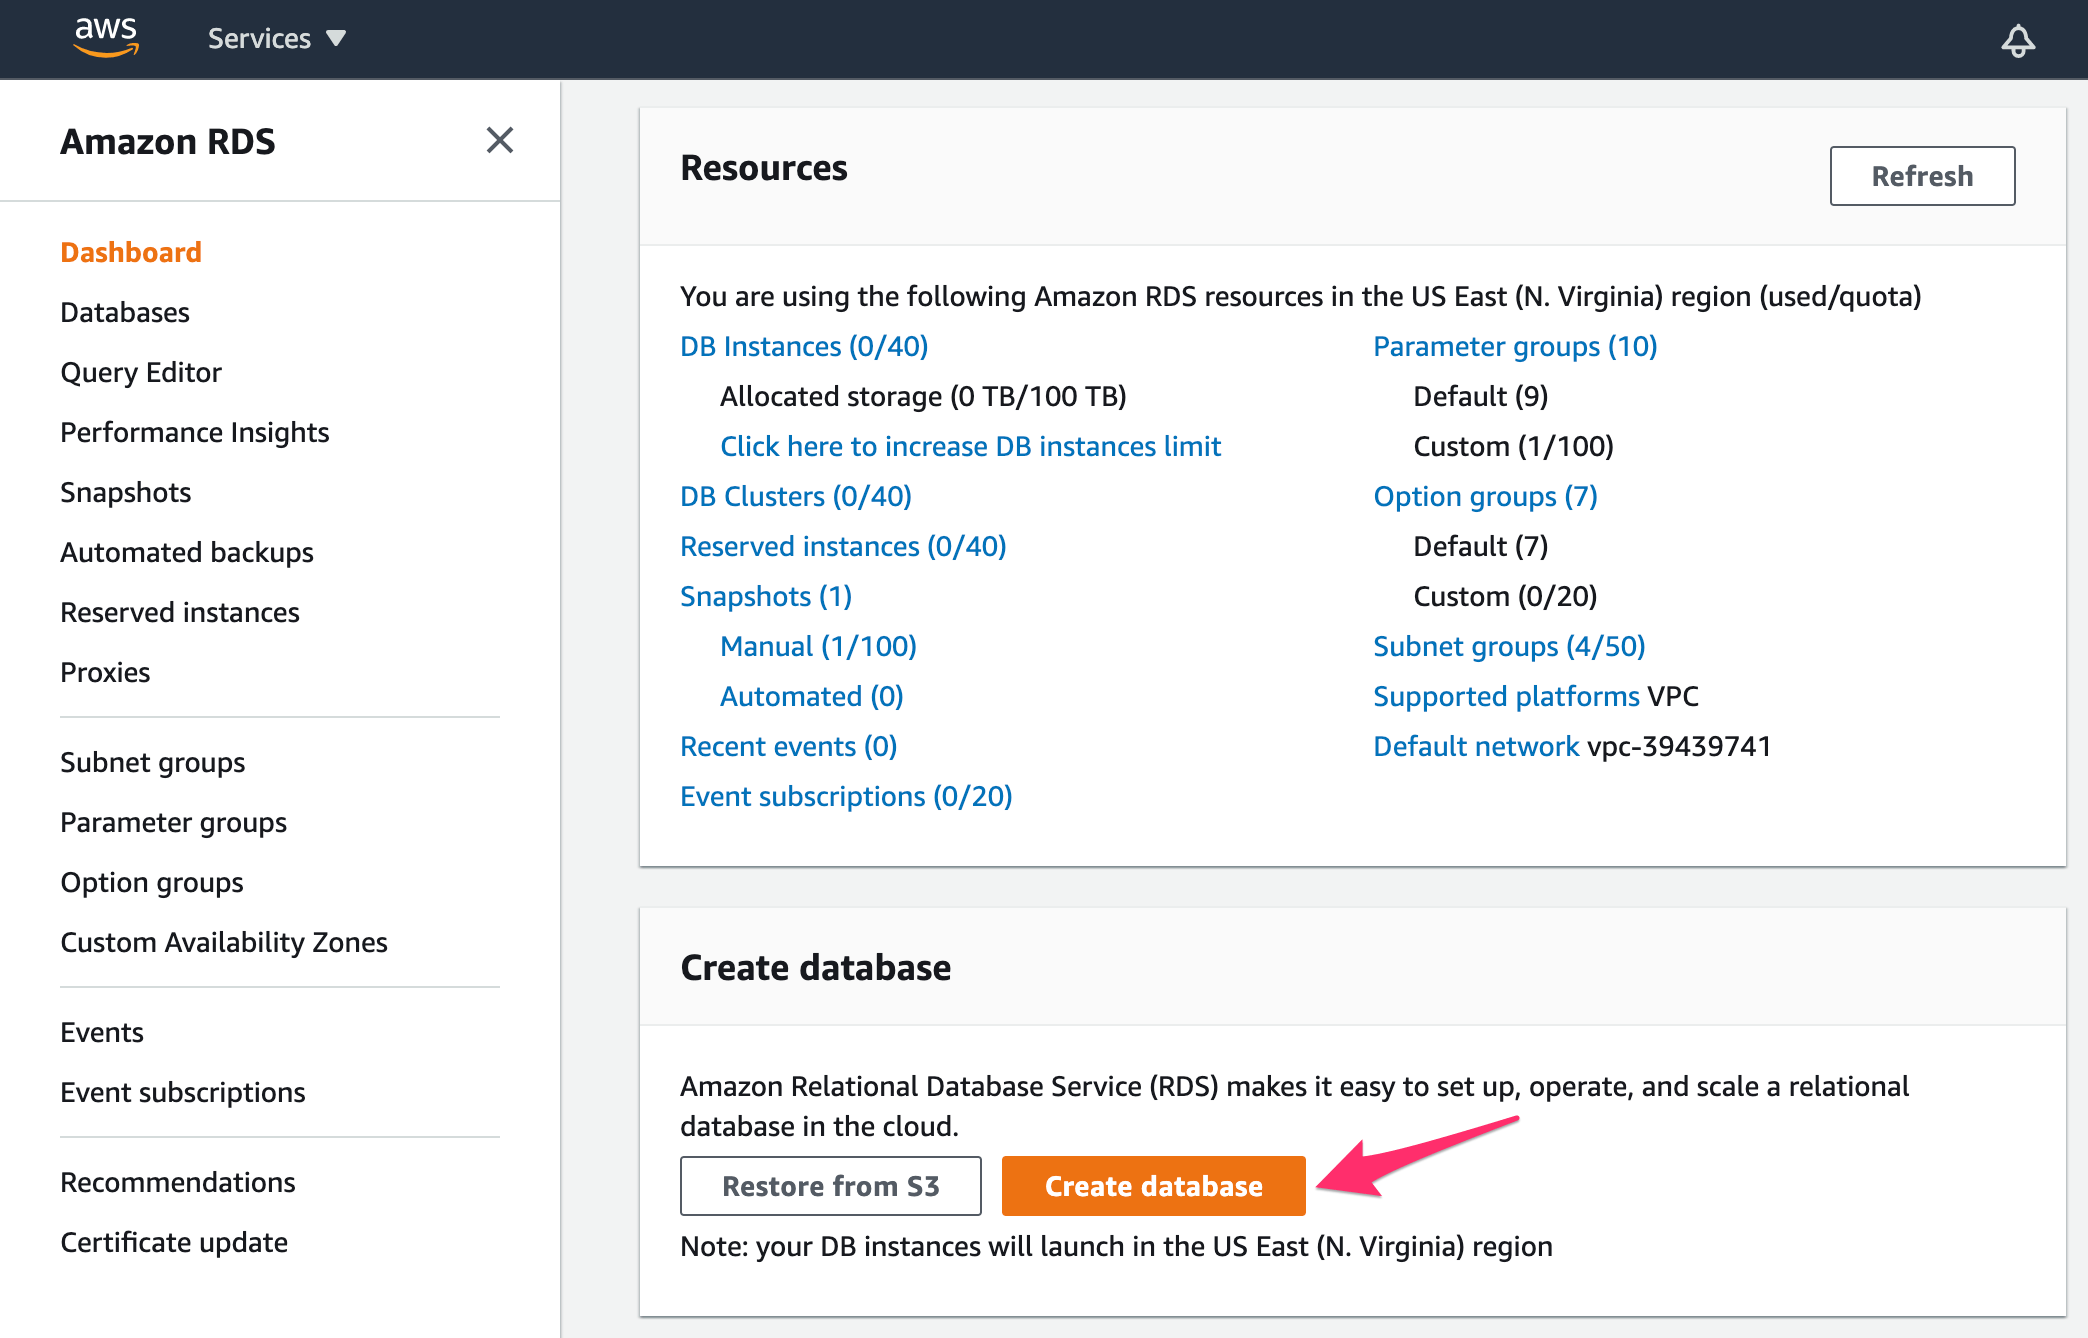 aws
Services
Amazon RDS
Dashboard
Databases
Query Editor
Performance Insights
Snapshots
Automated backups
Reserved instances
Proxies
Subnet groups
Parameter groups
Option groups
Custom Availability Zones
Events
Event subscriptions
Recommendations
Certificate update
Resources
Refresh
You are using the following Amazon RDS resources in the US East (N. Virginia) region (used/quota)
DB Instances (0/40)
Allocated storage (0 TB/100 TB)
Click here to increase DB instances limit
DB Clusters (0/40)
Reserved instances (0/40)
Snapshots (1)
Manual (1/100)
Automated (0)
Recent events (0)
Event subscriptions (0/20)
Parameter groups (10)
Default (9)
Custom (1/100)
Option groups (7)
Default (7)
Custom (0/20)
Subnet groups (4/50)
Supported platforms VPC
Default network vpc-39439741
Create database
Amazon Relational Database Service (RDS) makes it easy to set up, operate, and scale a relational
database in the cloud.
Restore from S3
Create database
Note: your DB instances will launch in the US East (N. Virginia) region